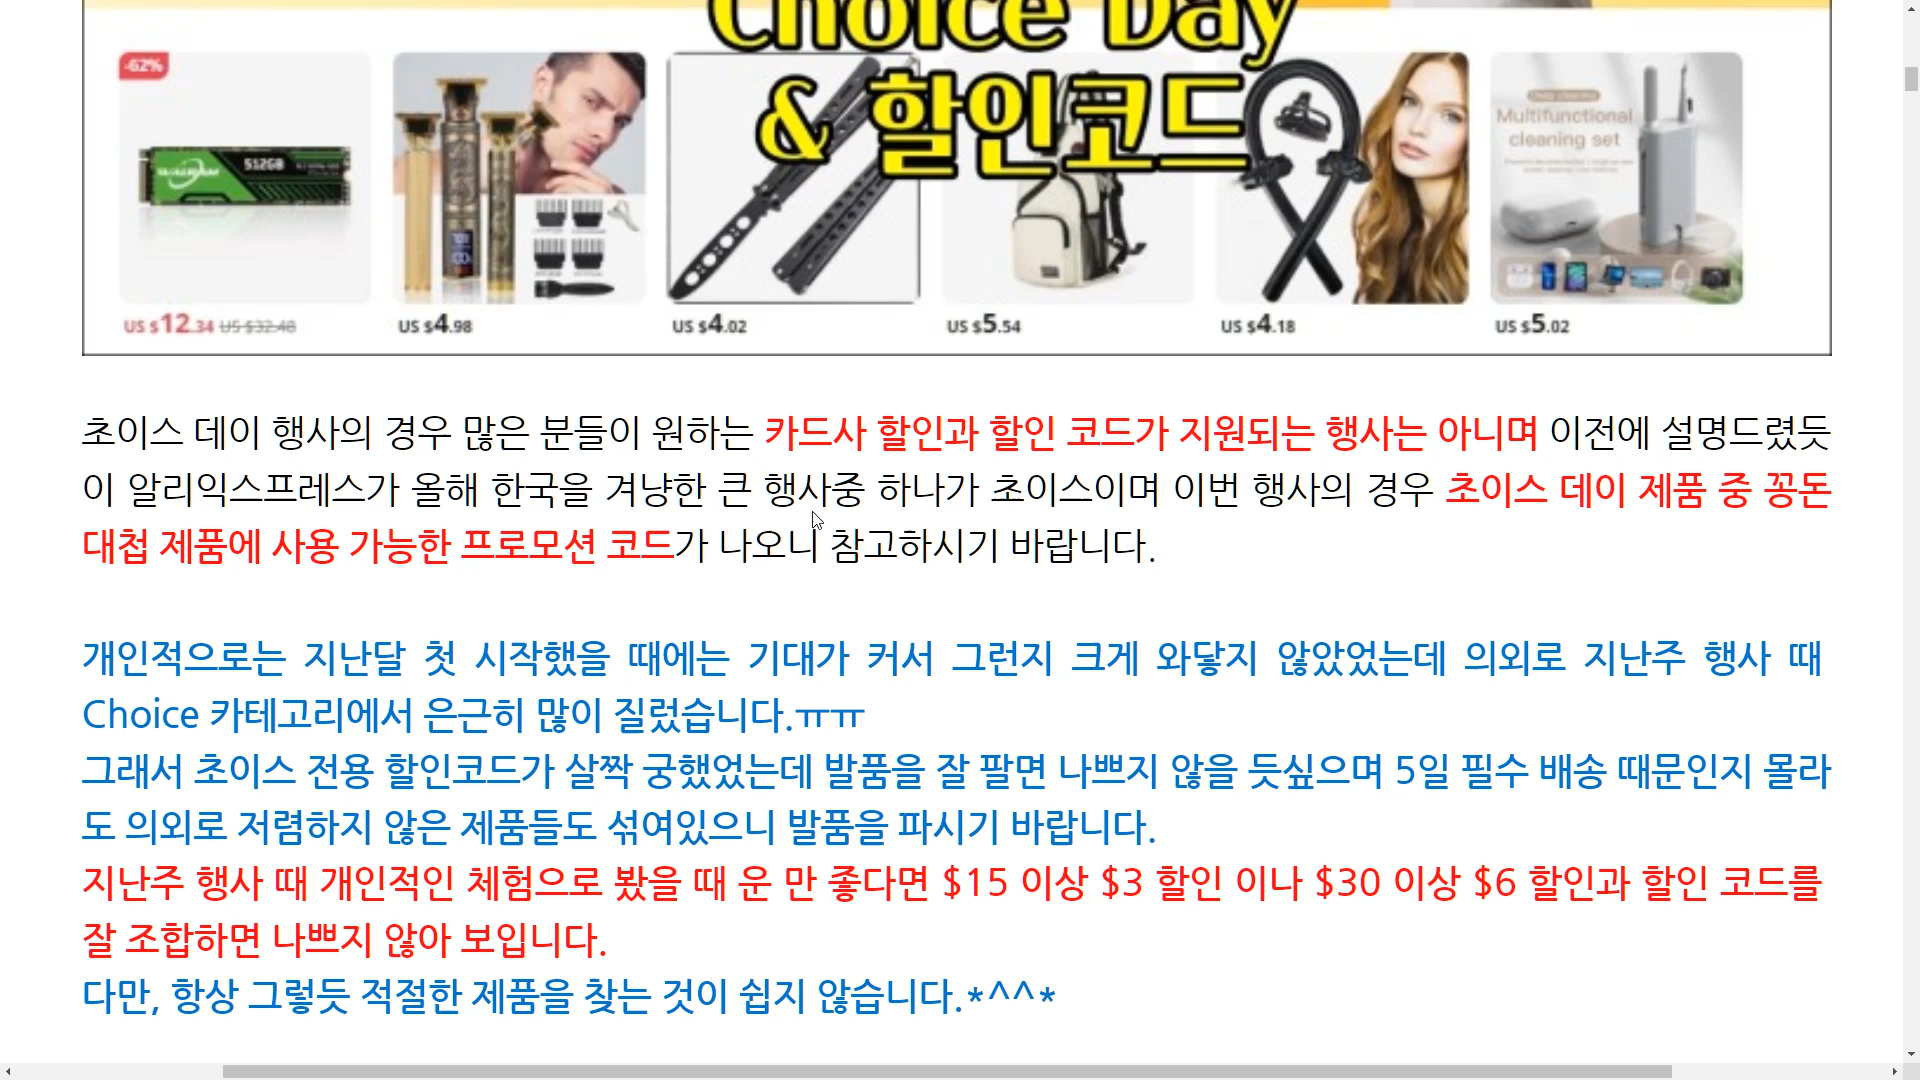 Choice Day
& 할인코드
-62%
512GB
Multifunctional
cleaning set
US $12.34 US $32.48
US $4.98
US $4.02
US $5.54
US $4.18
US $5.02
초이스 데이 행사의 경우 많은 분들이 원하는 카드사 할인과 할인 코드가 지원되는 행사는 아니며 이전에 설명드렸듯
이 알리익스프레스가 올해 한국을 겨냥한 큰 행사중 하나가 초이스이며 이번 행사의 경우 초이스 데이 제품 중 꽁돈
대첩 제품에 사용 가능한 프로모션 코드가 나오니 참고하시기 바랍니다.
개인적으로는 지난달 첫 시작했을 때에는 기대가 커서 그런지 크게 와닿지 않았었는데 의외로 지난주 행사 때
Choice 카테고리에서 은근히 많이 질렀습니다.ㅠㅠ
그래서 초이스 전용 할인코드가 살짝 궁했었는데 발품을 잘 팔면 나쁘지 않을 듯싶으며 5일 필수 배송 때문인지 몰라
도 의외로 저렴하지 않은 제품들도 섞여있으니 발품을 파시기 바랍니다.
지난주 행사 때 개인적인 체험으로 봤을 때 운 만 좋다면 $15 이상 $3 할인 이나 $30 이상 $6 할인과 할인 코드를
잘 조합하면 나쁘지 않아 보입니다.
다만, 항상 그렇듯 적절한 제품을 찾는 것이 쉽지 않습니다.*^^*